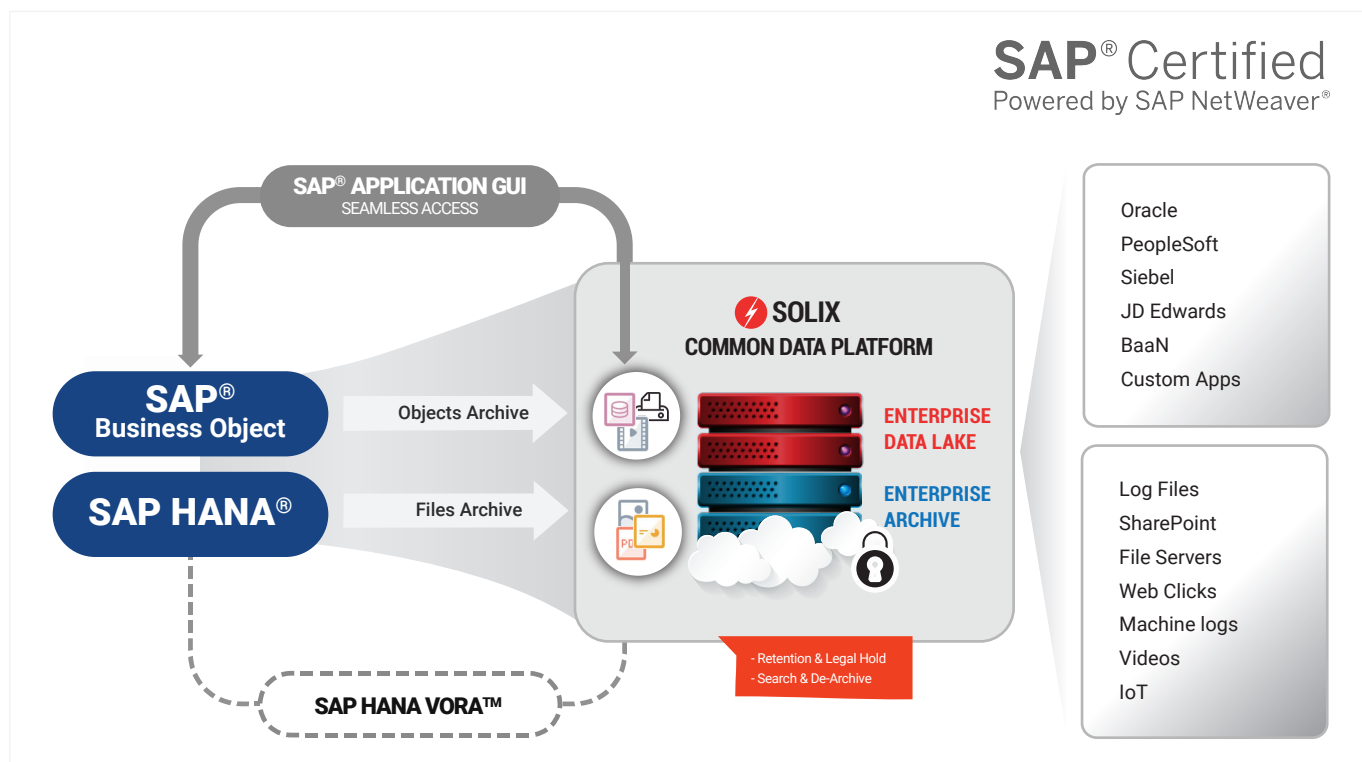 SAP® Certified
Powered by SAP NetWeaver®
SAP® APPLICATION GUI
SEAMLESS ACCESS
SAP®
Business Object
SAP HANA®
Objects Archive
Files Archive
SAP HANA VORA™
SOLIX
COMMON DATA PLATFORM
PD
ENTERPRISE
DATA LAKE
ENTERPRISE
ARCHIVE
- Retention & Legal Hold
- Search & De-Archive
Oracle
PeopleSoft
Siebel
JD Edwards
BaaN
Custom Apps
Log Files
SharePoint
File Servers
Web Clicks
Machine logs
Videos
IoT